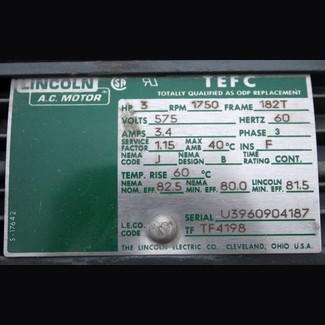 LINCOLN
A.C. MOTOR
TEFC
TOTALLY QUALIFIED AS ODP REPLACEMENT
HP 3 RPM 1750 FRAME 182T
VOLTS 575 HERTZ 60
AMPS 3.4 PHASE 3
SERVICE FACTOR 1.15 MAX AMB 40°C INS F
NEMA CODE J NEMA DESIGN B TIME RATING CONT.
TEMP. RISE 60 °C
NEMA NOM. EFF. 82.5 NEMA MIN. EFF. 80.0 LINCOLN MIN. EFF. 81.5
SERIAL U3960904187
L.E.CO. CODE TF TF4198
THE LINCOLN ELECTRIC CO. CLEVELAND, OHIO U.S.A.
S-17642